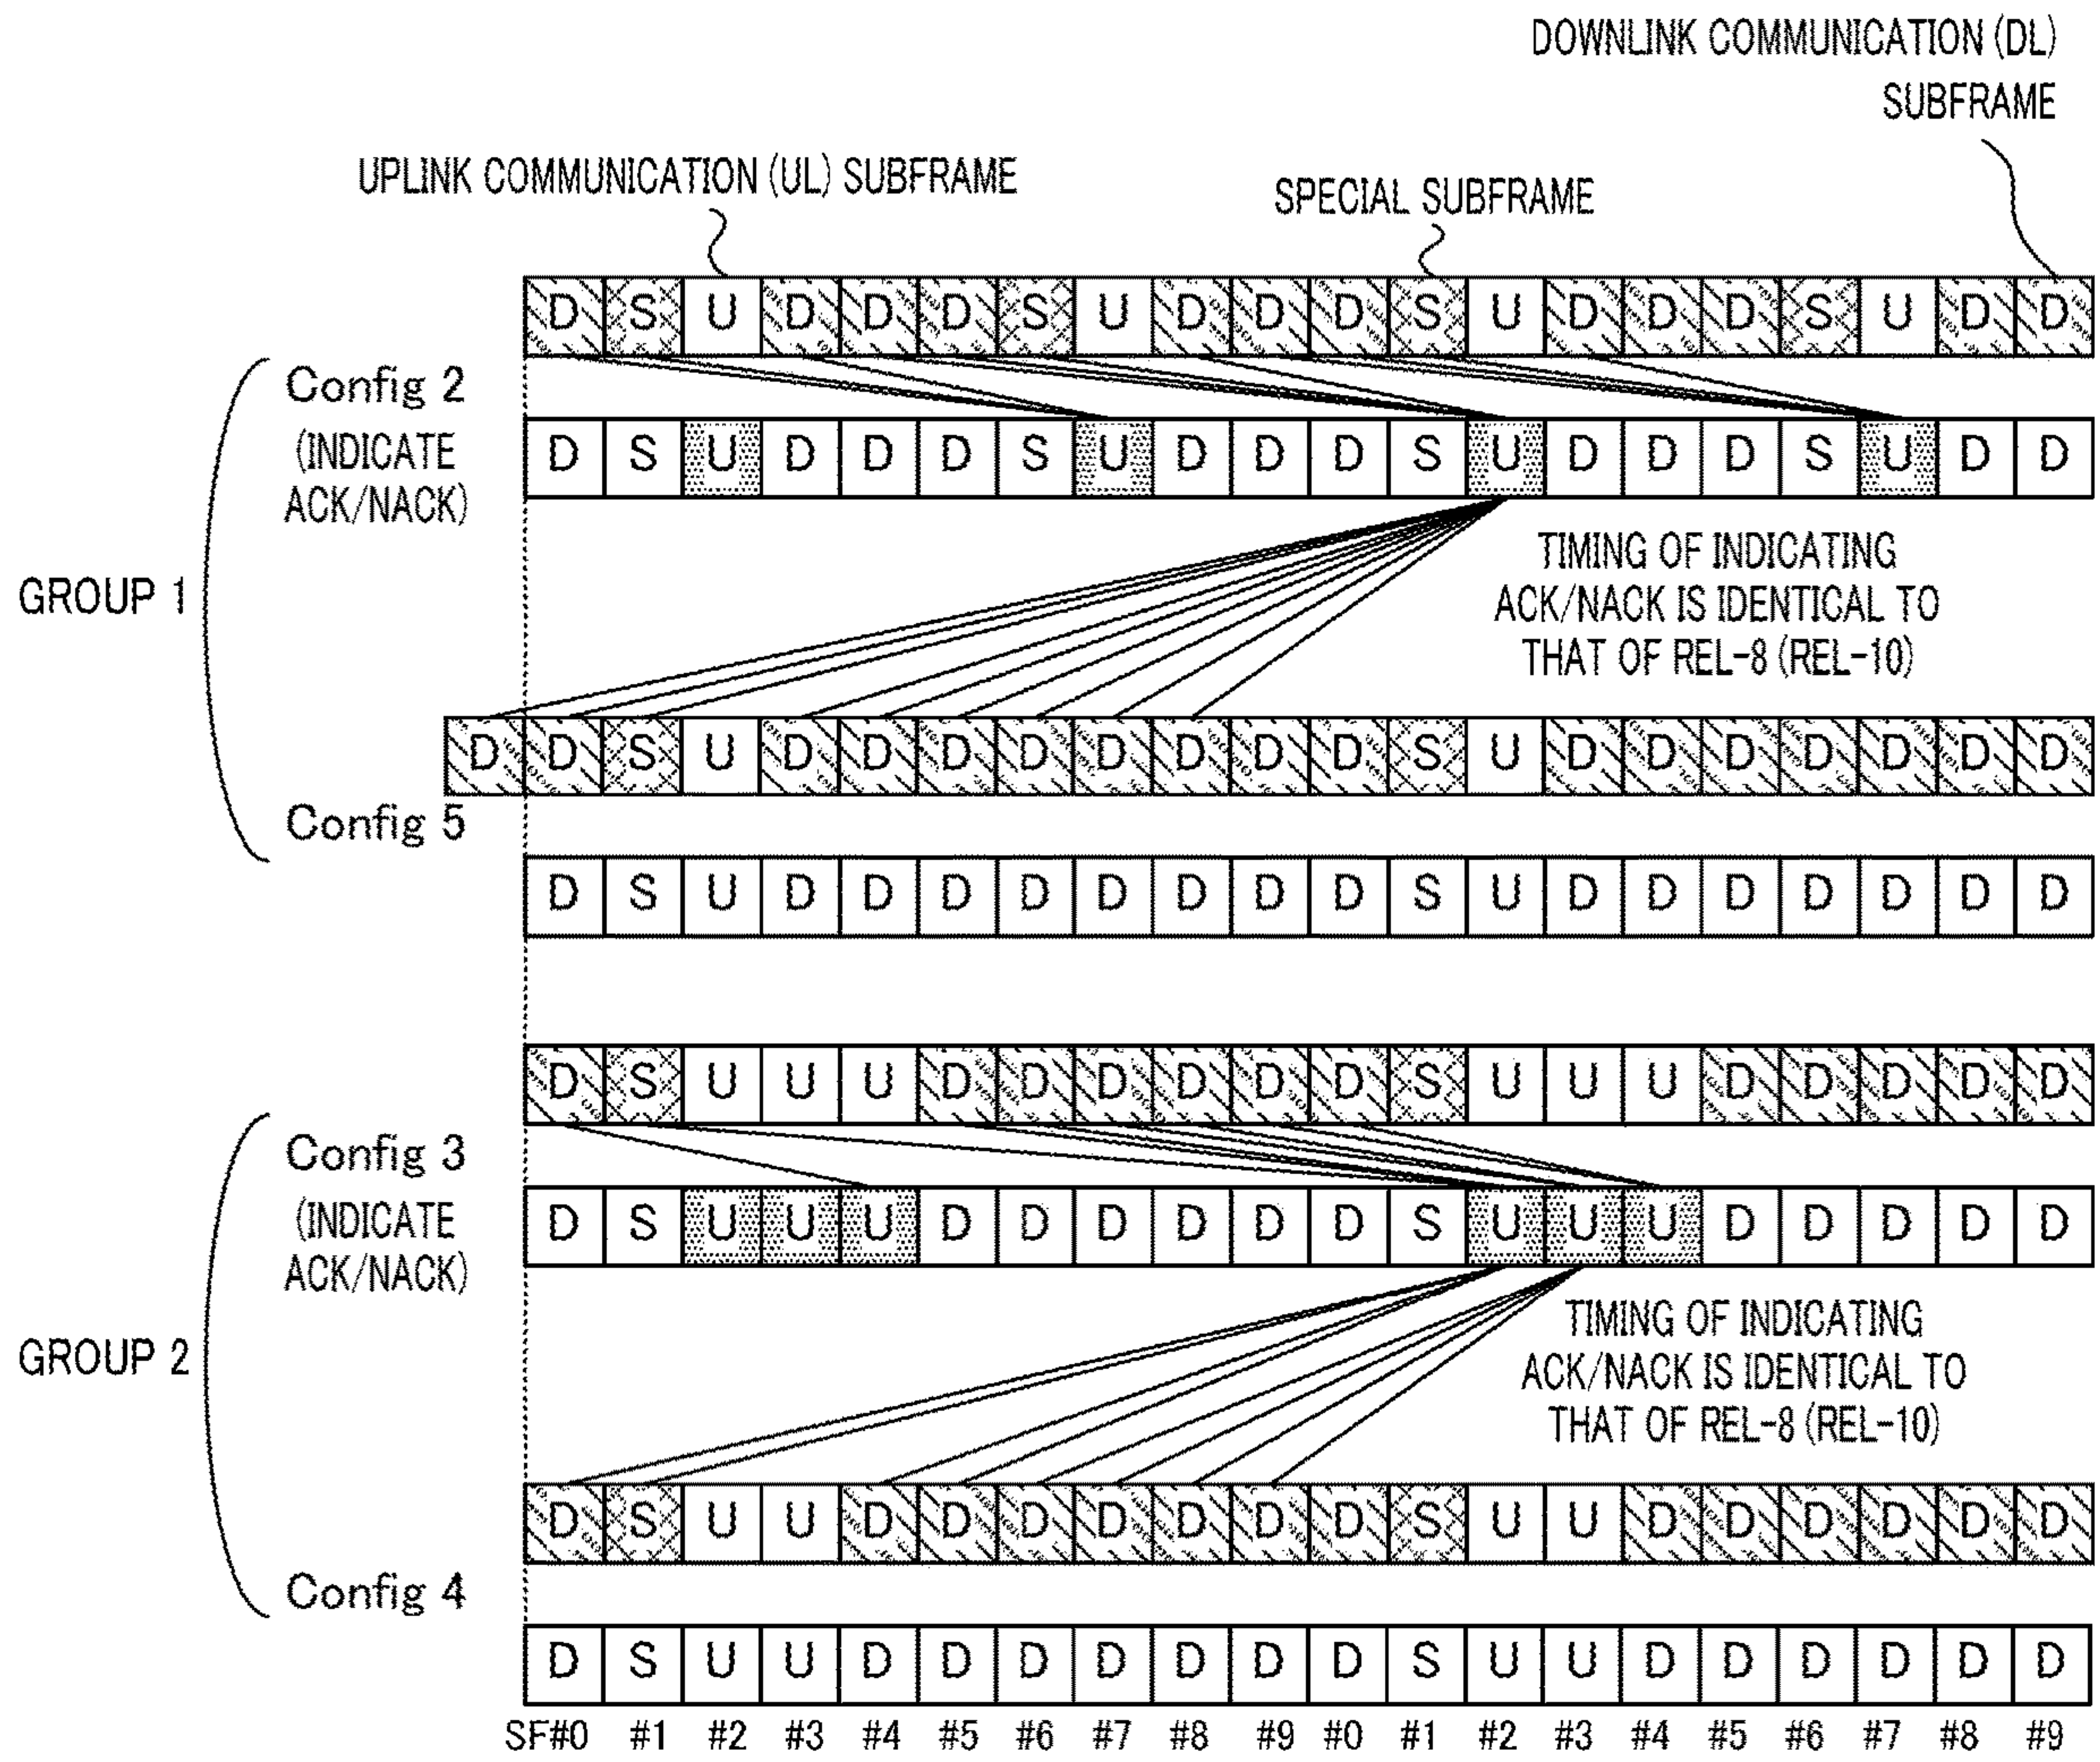 DOWNLINK COMMUNICATION (DL)
SUBFRAME
UPLINK COMMUNICATION (UL) SUBFRAME
SPECIAL SUBFRAME
D S U D D D S U D D D S U D D D S U D D
Config 2
(INDICATE
ACK/NACK)
D S U D D D S U D D D S U D D D S U D D
GROUP 1
TIMING OF INDICATING
ACK/NACK IS IDENTICAL TO
THAT OF REL-8 (REL-10)
D D S U D D D D D D D D S U D D D D D D D
Config 5
D S U D D D D D D D D S U D D D D D D D
D S U U U D D D D D D S U U U D D D D D
Config 3
(INDICATE
ACK/NACK)
D S U U U D D D D D D S U U U D D D D D
GROUP 2
TIMING OF INDICATING
ACK/NACK IS IDENTICAL TO
THAT OF REL-8 (REL-10)
D S U U D D D D D D D S U U D D D D D D
Config 4
D S U U D D D D D D D S U U D D D D D D
SF#0 #1 #2 #3 #4 #5 #6 #7 #8 #9 #0 #1 #2 #3 #4 #5 #6 #7 #8 #9